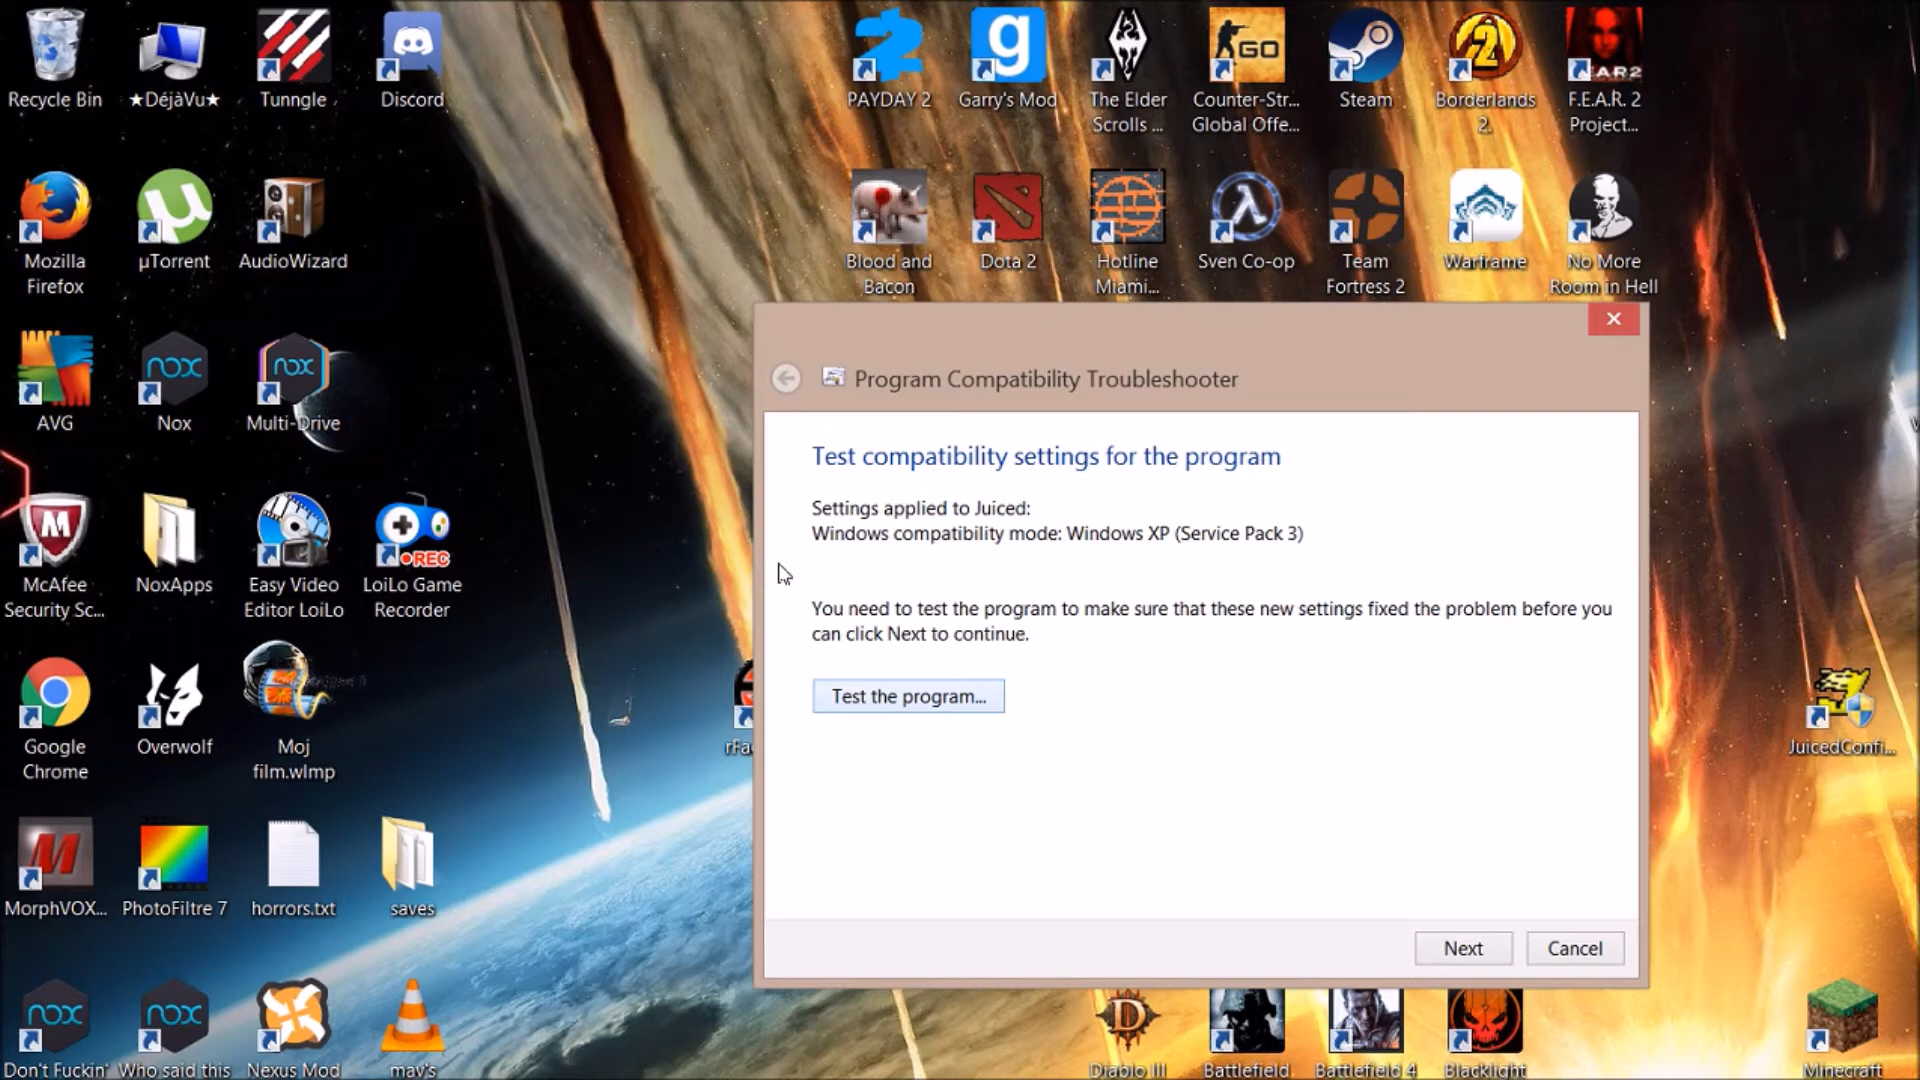 Recycle Bin
★DéjàVu★
Tunngle
Discord
PAYDAY 2
Garry's Mod
The Elder
Scrolls ...
Counter-Str...
Global Offe...
Steam
Borderlands
2
F.E.A.R. 2
Project...
Mozilla
Firefox
µTorrent
AudioWizard
Blood and
Bacon
Dota 2
Hotline
Miami...
Sven Co-op
Team
Fortress 2
Warframe
No More
Room in Hell
AVG
Nox
Multi-Drive
Program Compatibility Troubleshooter
Test compatibility settings for the program
Settings applied to Juiced:
Windows compatibility mode: Windows XP (Service Pack 3)
You need to test the program to make sure that these new settings fixed the problem before you
can click Next to continue.
Test the program...
Next
Cancel
McAfee
Security Sc...
NoxApps
Easy Video
Editor LoiLo
LoiLo Game
Recorder
Google
Chrome
Overwolf
Moj
film.wlmp
rFa
JuicedConfi...
MorphVOX...
PhotoFiltre 7
horrors.txt
saves
Don't Fuckin'
Who said this
Nexus Mod
mav's
Diablo III
Battlefield
Battlefield 4
Blacklight
Minecraft